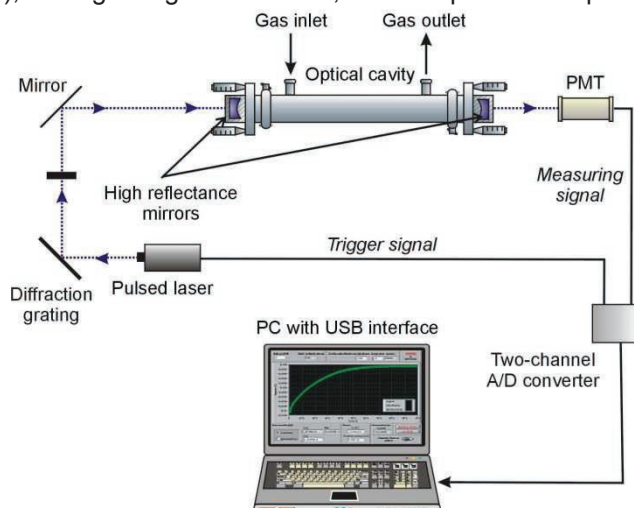 Gas inlet
Gas outlet
Optical cavity
Mirror
PMT
High reflectance
mirrors
Measuring
signal
Trigger signal
Diffraction
grating
Pulsed laser
PC with USB interface
Two-channel
A/D converter